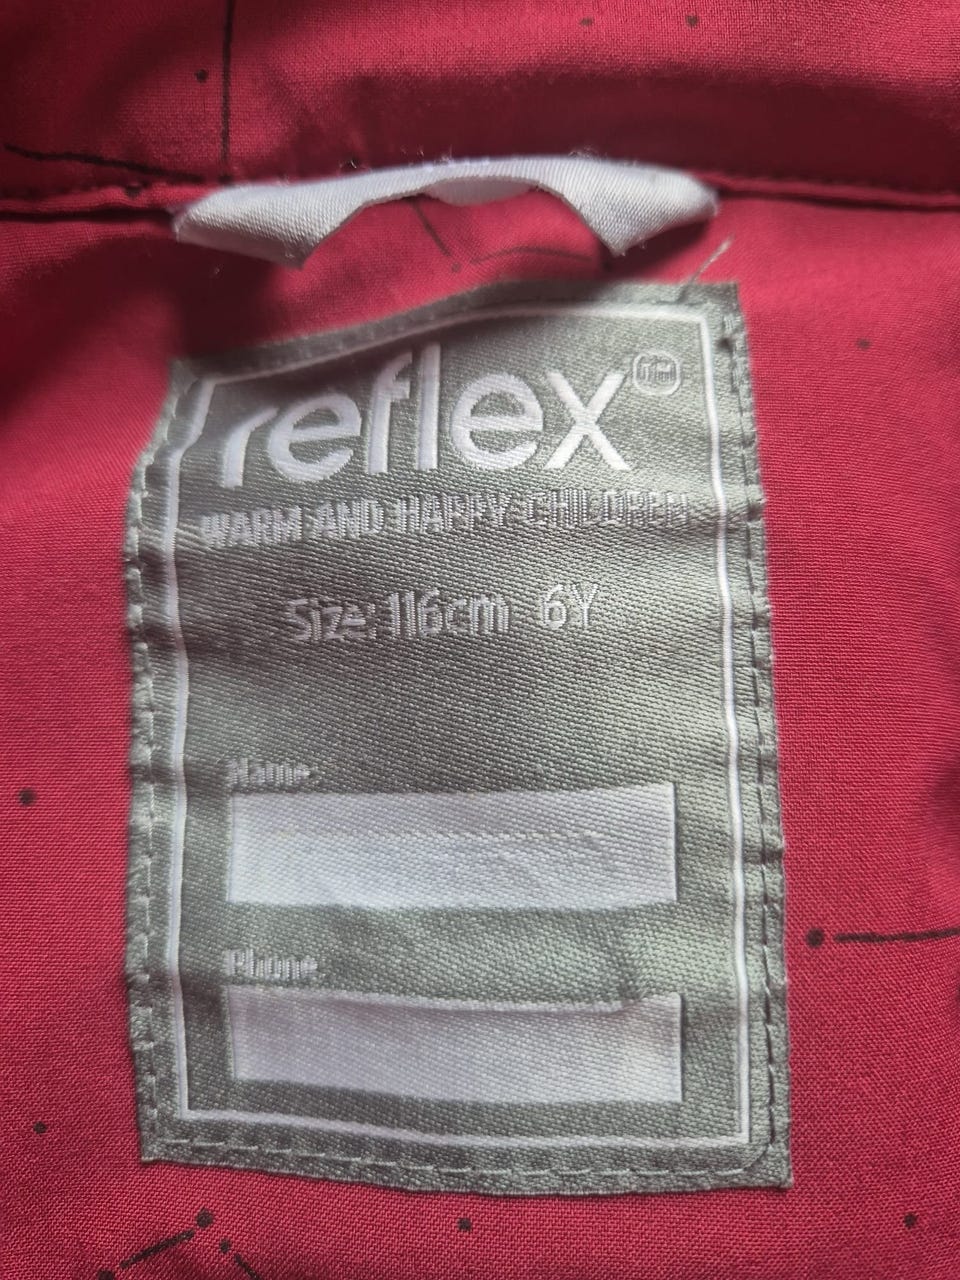 reflex
WARM AND HAPPY CHILDREN
Size: 116cm 6Y
Name:
Phone: